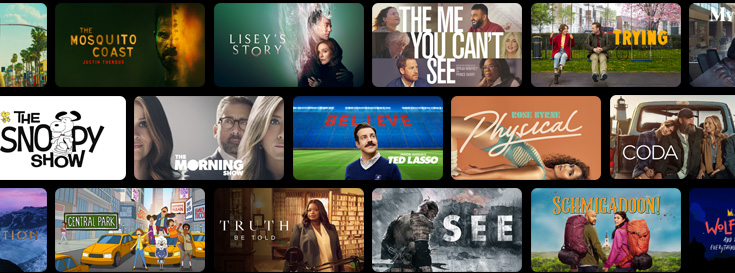 THE
MOSQUITO
COAST
JUSTIN THEROUX
LISEY'S
STORY
THE ME
YOU CAN'T
SEE
TRYING
THE
SNOOPY
SHOW
THE
MORNING
SHOW
BELIEVE
TED LASSO
ROSE BYRNE
Physical
CODA
CENTRAL PARK
TRUTH
BE TOLD
SEE
SCHMIGADOON!